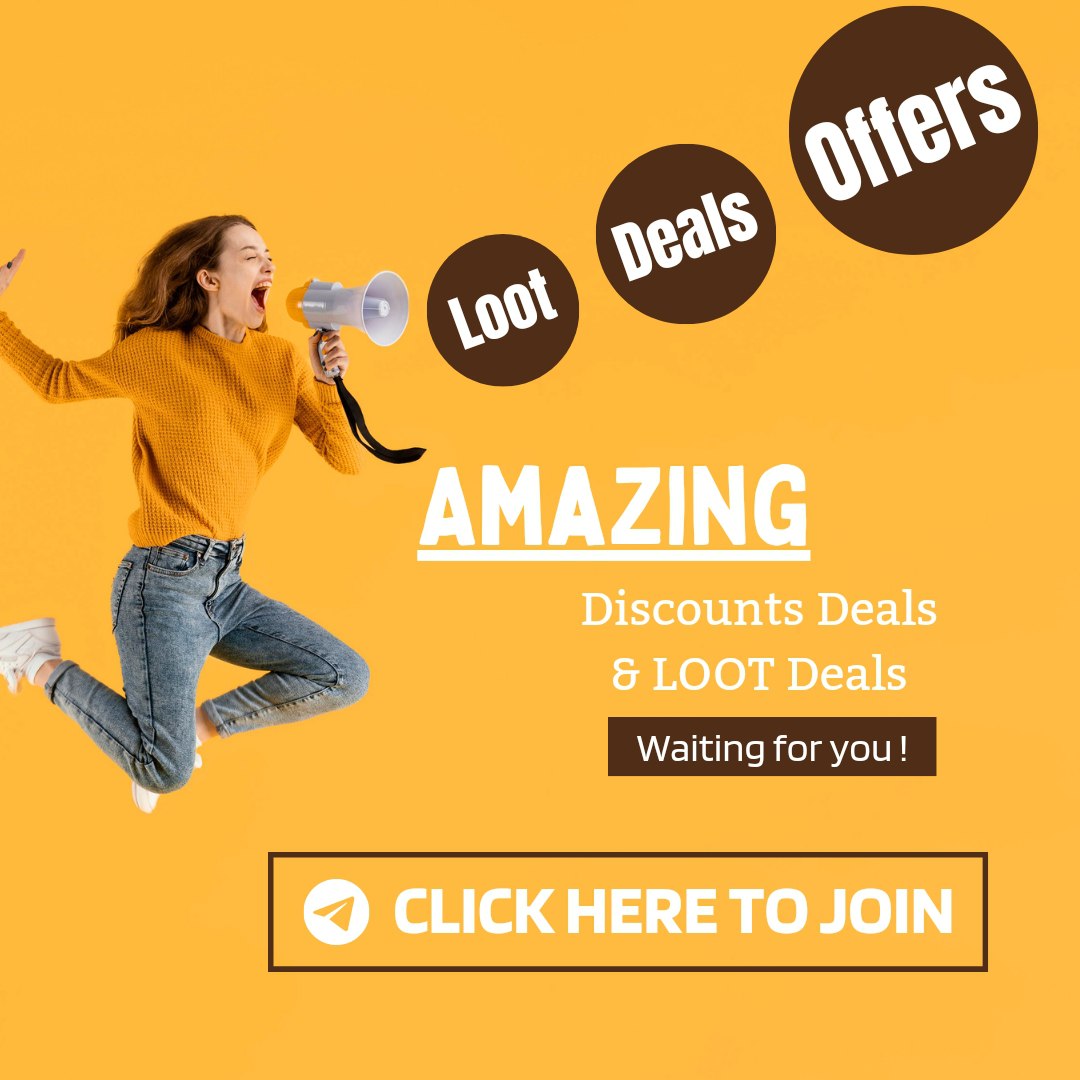 Loot
Deals
Offers
AMAZING
Discounts Deals
& LOOT Deals
Waiting for you !
CLICK HERE TO JOIN